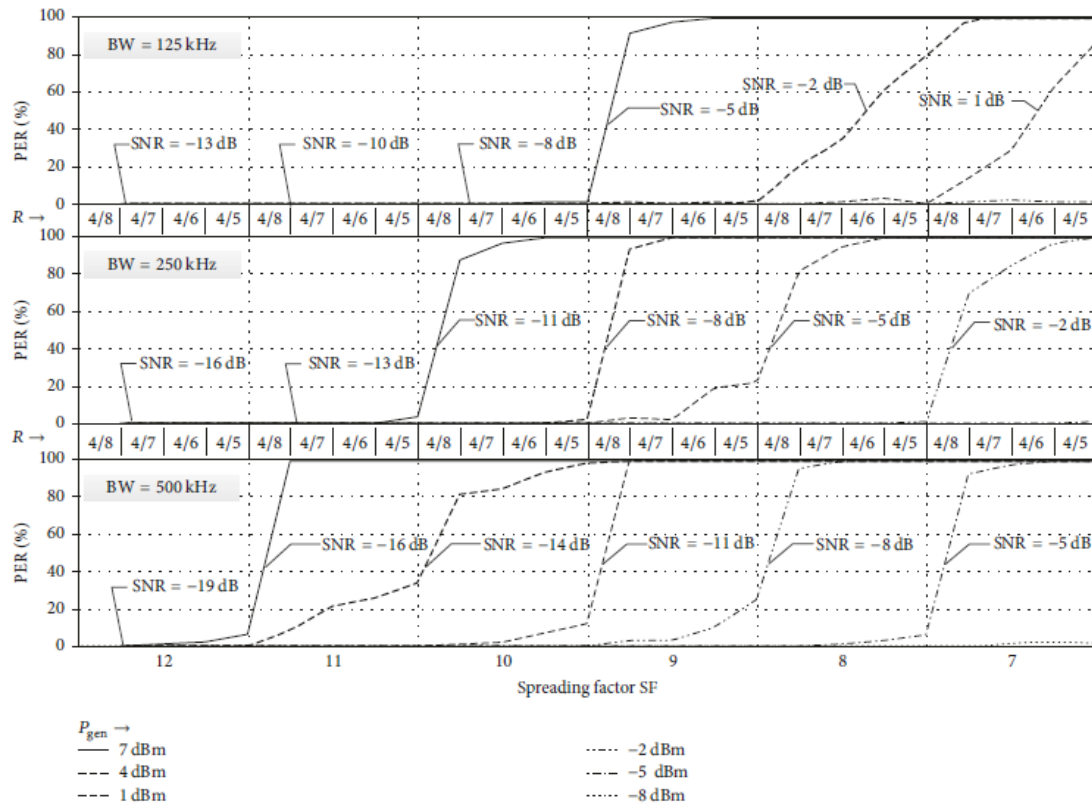 100
BW = 125 kHz
80
SNR = −2 dB
60
SNR = 1 dB
SNR = −5 dB
PER (%)
40
SNR = −13 dB
SNR = −10 dB
SNR = −8 dB
20
0
R → 4/8 4/7 4/6 4/5 4/8 4/7 4/6 4/5 4/8 4/7 4/6 4/5 4/8 4/7 4/6 4/5 4/8 4/7 4/6 4/5 4/8 4/7 4/6 4/5
100
BW = 250 kHz
80
60
SNR = −11 dB
SNR = −8 dB
SNR = −5 dB
SNR = −2 dB
PER (%)
40
SNR = −16 dB
SNR = −13 dB
20
0
R → 4/8 4/7 4/6 4/5 4/8 4/7 4/6 4/5 4/8 4/7 4/6 4/5 4/8 4/7 4/6 4/5 4/8 4/7 4/6 4/5 4/8 4/7 4/6 4/5
100
BW = 500 kHz
80
60
SNR = −16 dB
SNR = −14 dB
SNR = −11 dB
SNR = −8 dB
SNR = −5 dB
PER (%)
40
SNR = −19 dB
20
0
12 11 10 9 8 7
Spreading factor SF
Pgen →
7 dBm
4 dBm
1 dBm
−2 dBm
−5 dBm
−8 dBm